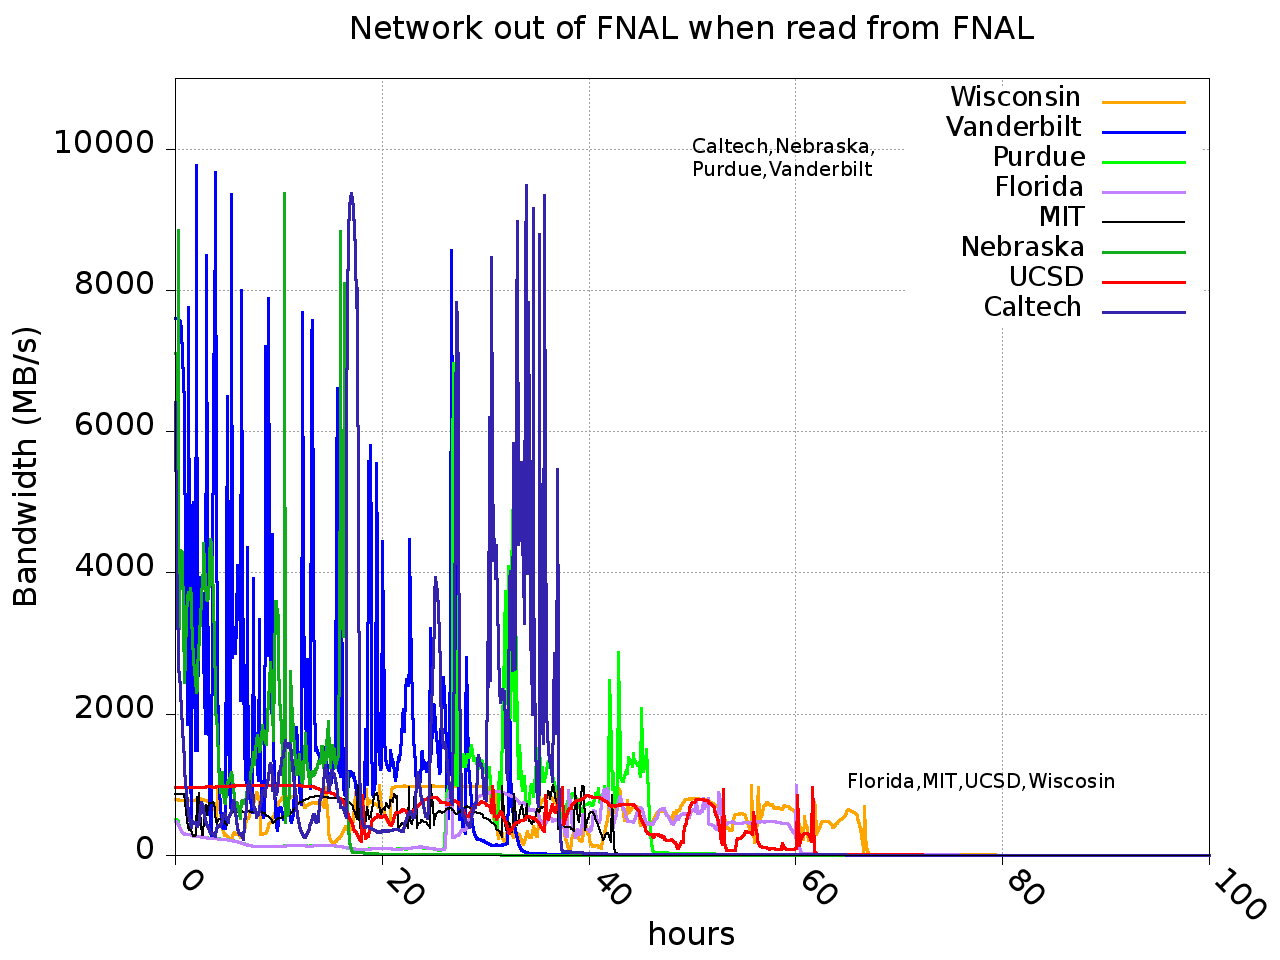 Network out of FNAL when read from FNAL
Wisconsin
Vanderbilt
Purdue
Florida
MIT
Nebraska
UCSD
Caltech
Caltech,Nebraska,
Purdue,Vanderbilt
Florida,MIT,UCSD,Wiscosin
Bandwidth (MB/s)
10000
8000
6000
4000
2000
0
0
20
40
60
80
100
hours